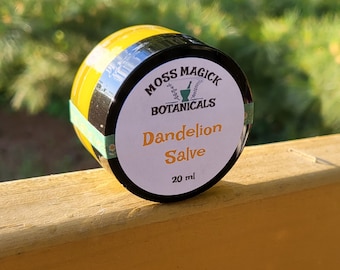 MOSS MAGICK
BOTANICALS
Dandelion
Salve
20 ml